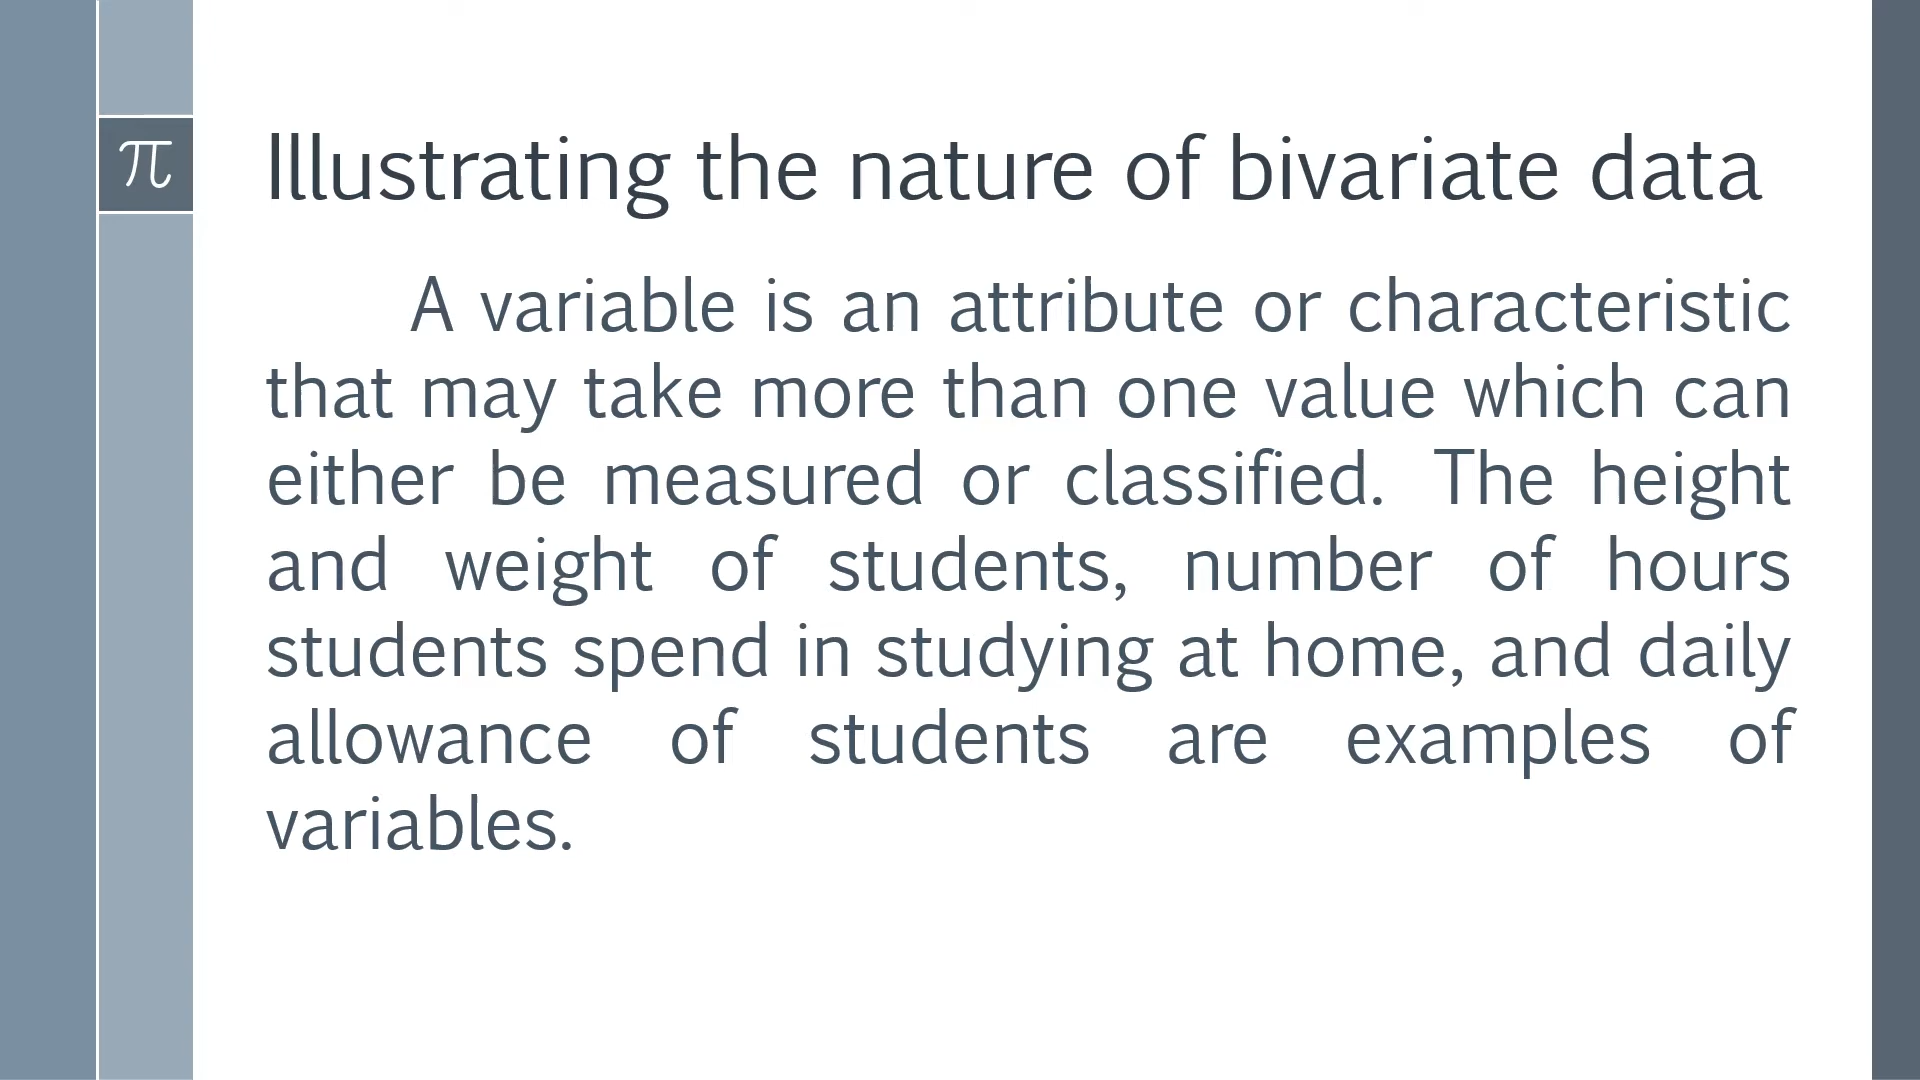 π
Illustrating the nature of bivariate data
A variable is an attribute or characteristic
that may take more than one value which can
either be measured or classified. The height
and weight of students, number of hours
students spend in studying at home, and daily
allowance of students are examples of
variables.